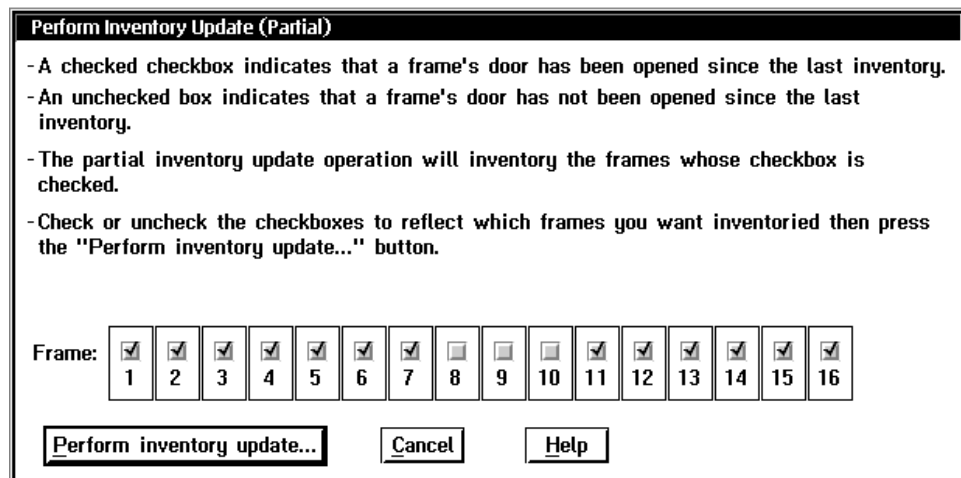 Perform Inventory Update (Partial)
- A checked checkbox indicates that a frame's door has been opened since the last inventory.
- An unchecked box indicates that a frame's door has not been opened since the last
inventory.
- The partial inventory update operation will inventory the frames whose checkbox is
checked.
- Check or uncheck the checkboxes to reflect which frames you want inventoried then press
the "Perform inventory update..." button.
Frame:
1 2 3 4 5 6 7 8 9 10 11 12 13 14 15 16
Perform inventory update... Cancel Help